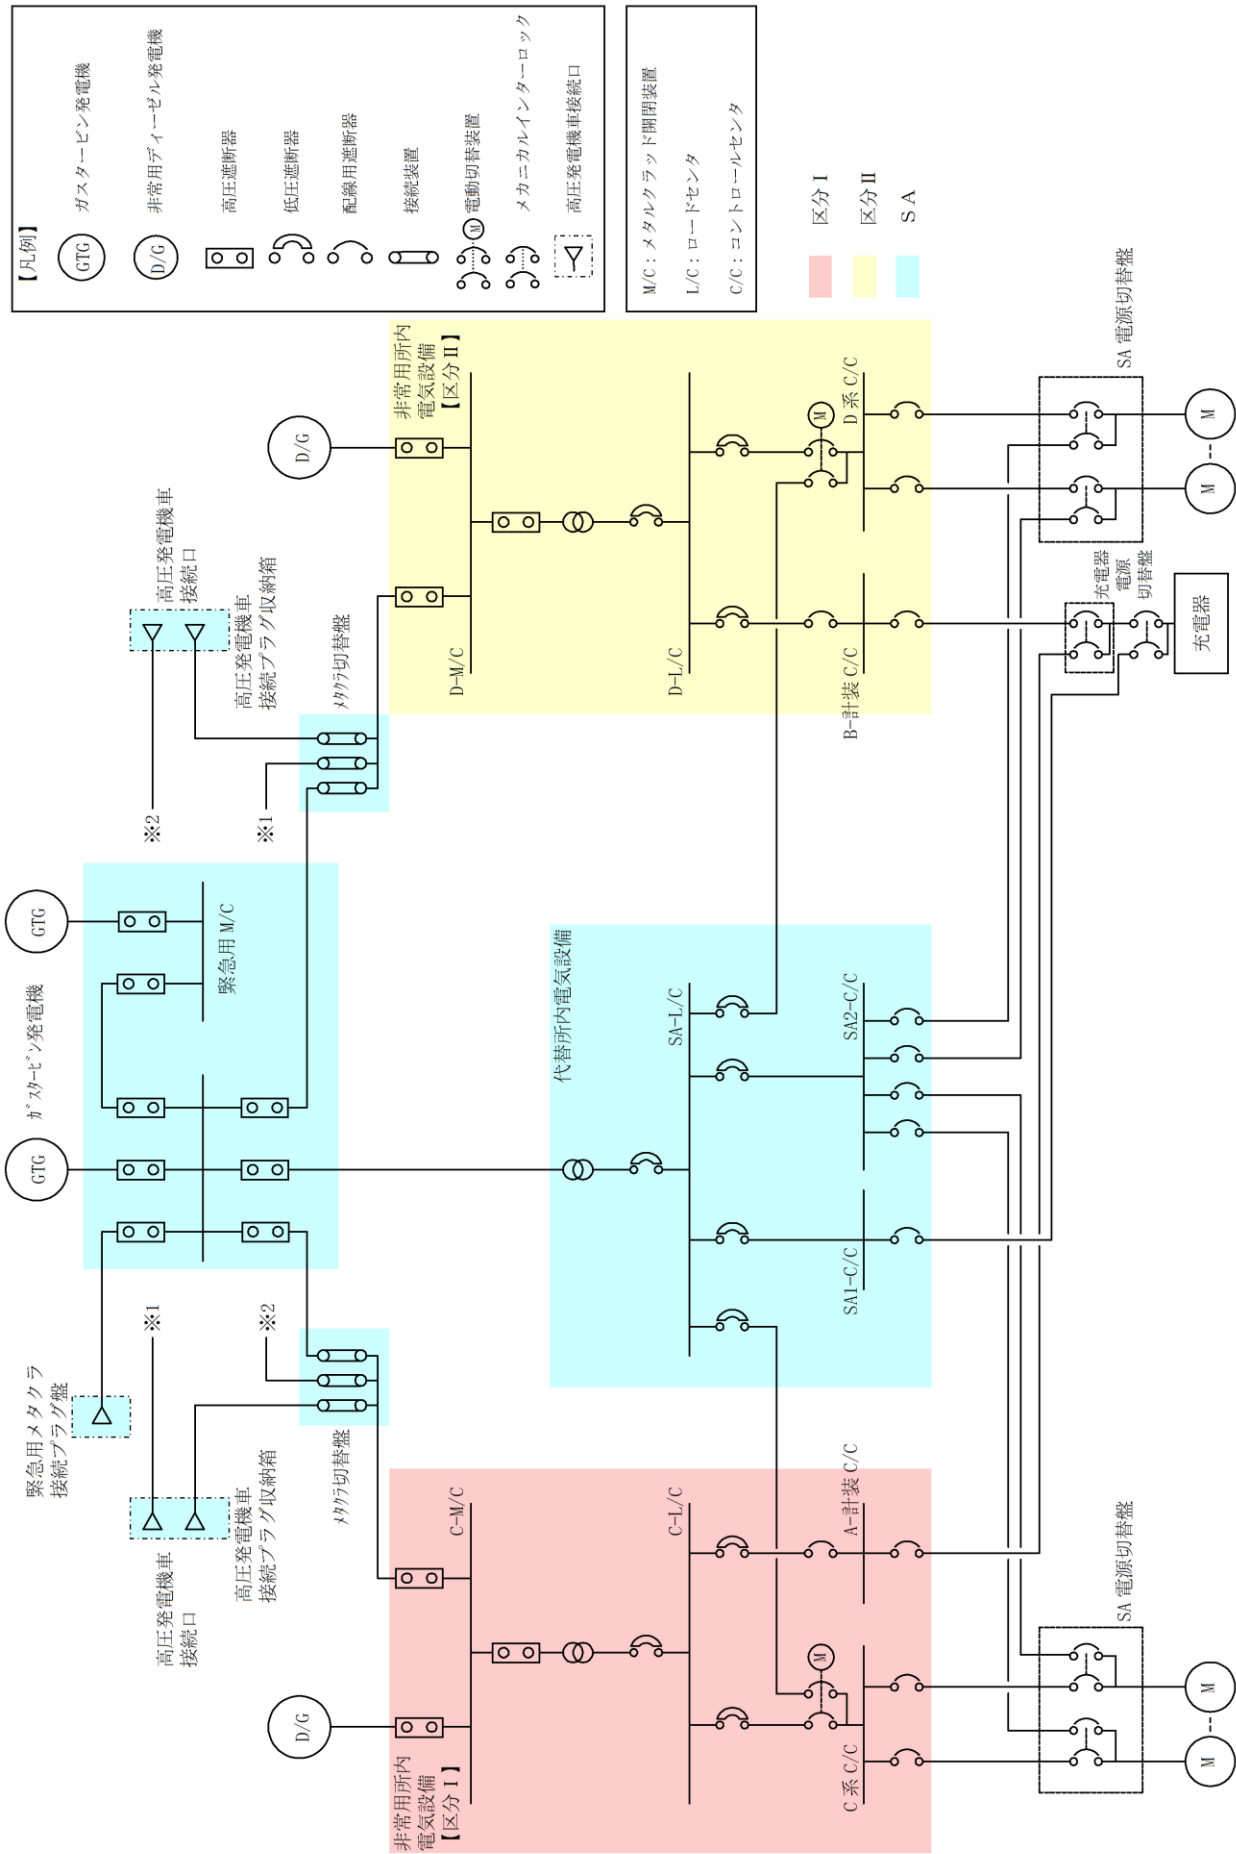 【凡例】
GTG
ガスタービン発電機
D/G
非常用ディーゼル発電機
高圧遮断器
低圧遮断器
配線用遮断器
接続装置
M
電動切替装置
メカニカルインターロック
高圧発電機車接続口
M/C：メタルクラッド開閉装置
L/C：ロードセンタ
C/C：コントロールセンタ
区分Ⅰ
区分Ⅱ
ＳＡ
緊急用メタクラ
接続プラグ盤
GTG
ｶﾞｽﾀｰﾋﾞﾝ発電機
GTG
緊急用 M/C
高圧発電機車
接続口
高圧発電機車
接続プラグ収納箱
※1
※2
ﾒﾀｸﾗ切替盤
※2
※1
高圧発電機車
接続口
高圧発電機車
接続プラグ収納箱
ﾒﾀｸﾗ切替盤
D/G
D/G
非常用所内
電気設備
【区分Ⅰ】
C-M/C
C-L/C
M
C系 C/C
A-計装 C/C
代替所内電気設備
SA-L/C
SA1-C/C
SA2-C/C
非常用所内
電気設備
【区分Ⅱ】
D-M/C
D-L/C
M
B-計装 C/C
D系 C/C
SA 電源切替盤
M
M
充電器
電源
切替盤
充電器
SA 電源切替盤
M
M